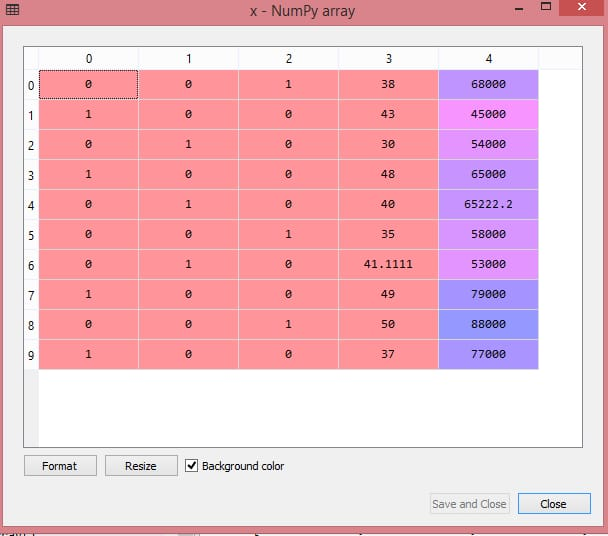 x - NumPy array
0 1 2 3 4
0 0 0 1 38 68000
1 1 0 0 43 45000
2 0 1 0 30 54000
3 1 0 0 48 65000
4 0 1 0 40 65222.2
5 0 0 1 35 58000
6 0 1 0 41.1111 53000
7 1 0 0 49 79000
8 0 0 1 50 88000
9 1 0 0 37 77000
Format Resize Background color
Save and Close Close